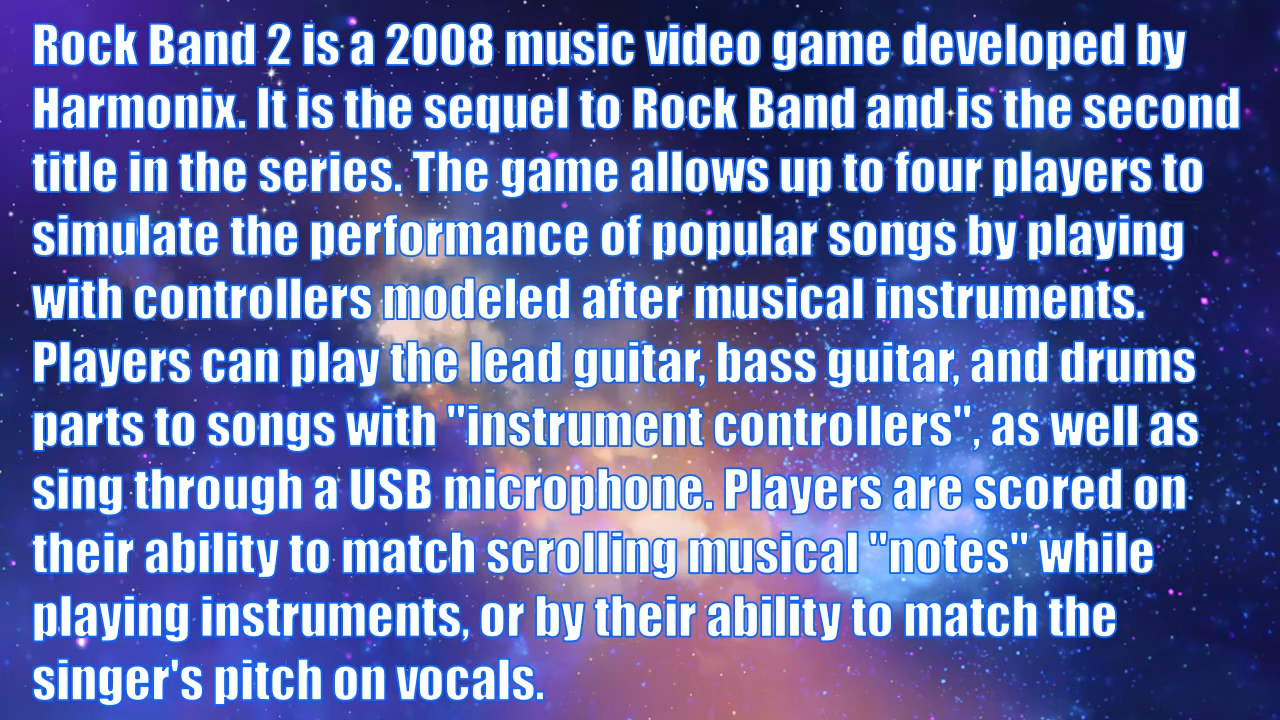 Rock Band 2 is a 2008 music video game developed by
Harmonix. It is the sequel to Rock Band and is the second
title in the series. The game allows up to four players to
simulate the performance of popular songs by playing
with controllers modeled after musical instruments.
Players can play the lead guitar, bass guitar, and drums
parts to songs with "instrument controllers", as well as
sing through a USB microphone. Players are scored on
their ability to match scrolling musical "notes" while
playing instruments, or by their ability to match the
singer's pitch on vocals.